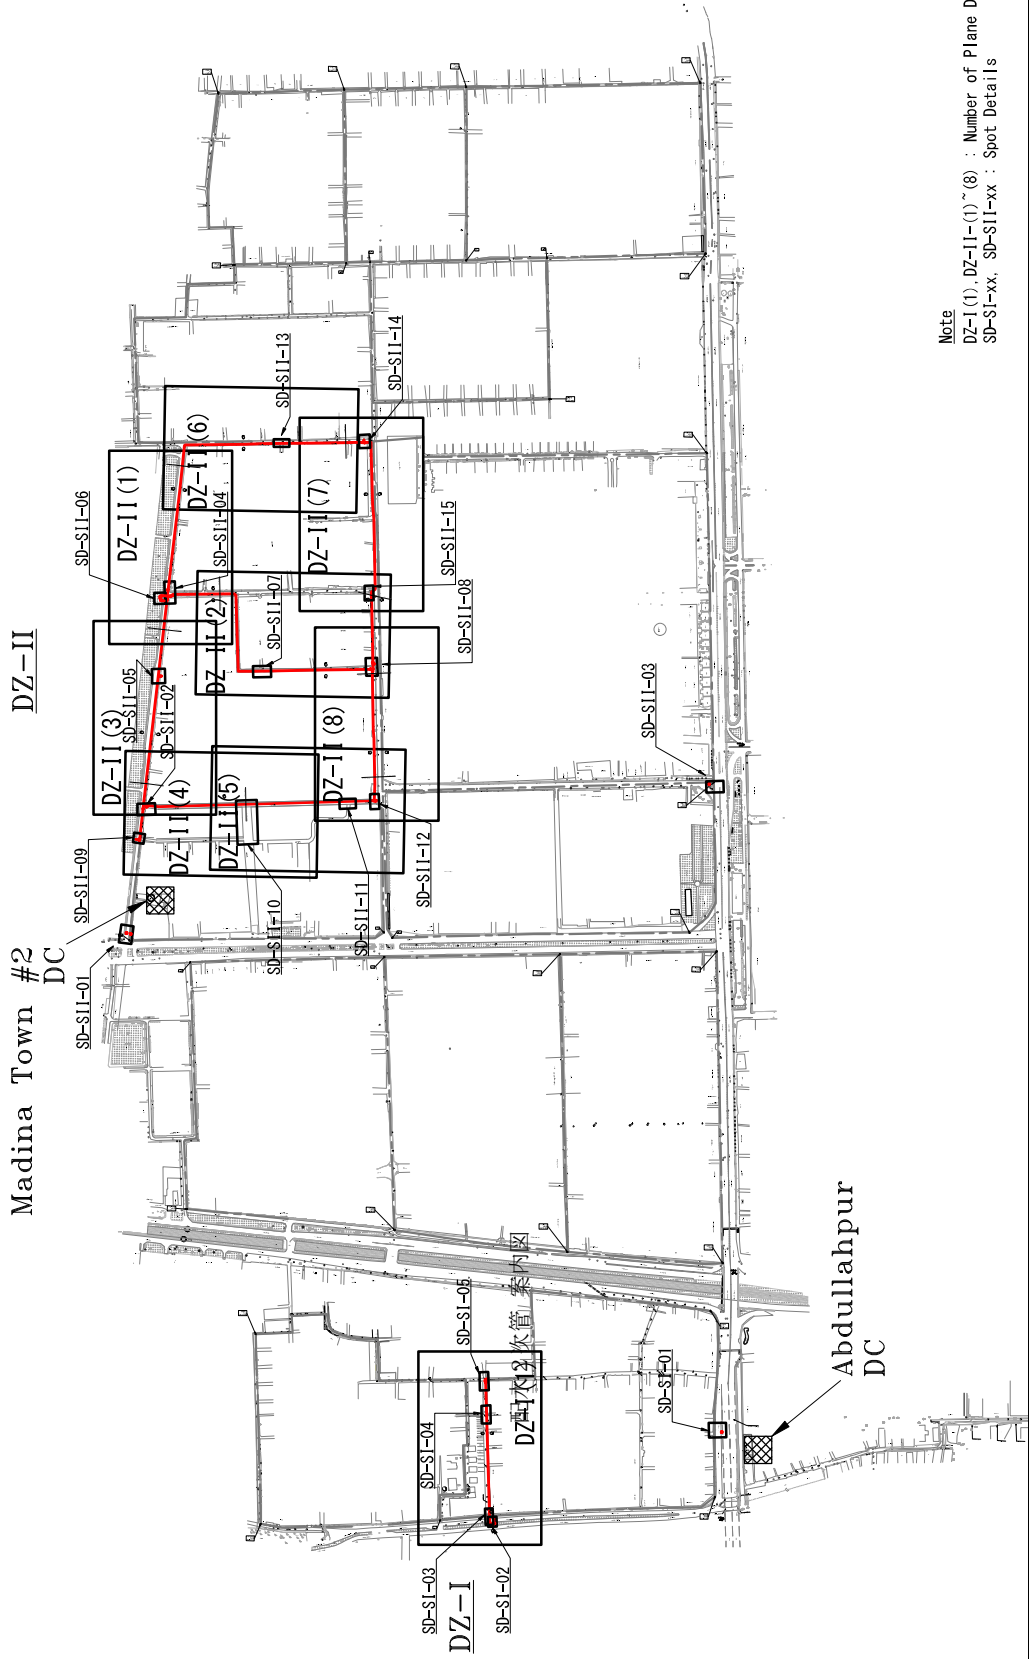 DZ-II
Madina Town #2
DC
SD-SII-06
DZ-II(1)
SD-SII-04
DZ-II(6)
SD-SII-13
SD-SII-14
DZ-II(7)
SD-SII-15
SD-SII-08
SD-SII-07
DZ-II(2)
SD-SII-05
SD-SII-02
DZ-II(3)
DZ-II(4)
DZ-II(5)
DZ-II(8)
SD-SII-12
SD-SII-11
SD-SII-10
SD-SII-09
SD-SII-01
SD-SII-03
SD-SI-05
SD-SI-04
SD-SI-01
SD-SI-03
SD-SI-02
DZ-I
Abdullahpur
DC
Note
DZ-I(1),DZ-II-(1)~(8) : Number of Plane D
SD-SI-xx, SD-SII-xx : Spot Details